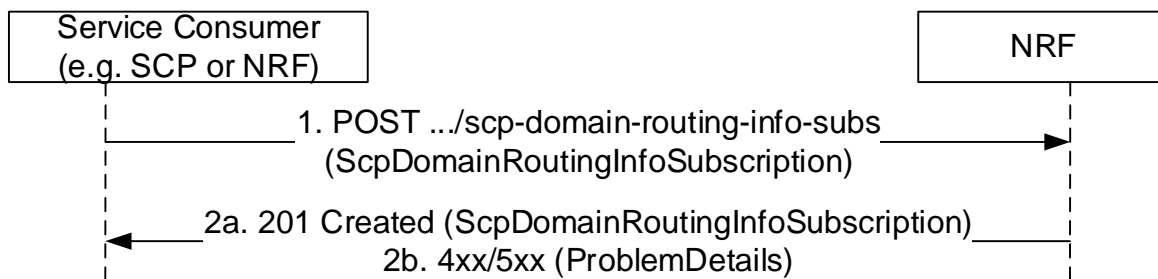 Service Consumer
(e.g. SCP or NRF)
NRF
1. POST .../scp-domain-routing-info-subs
(ScpDomainRoutingInfoSubscription)
2a. 201 Created (ScpDomainRoutingInfoSubscription)
2b. 4xx/5xx (ProblemDetails)